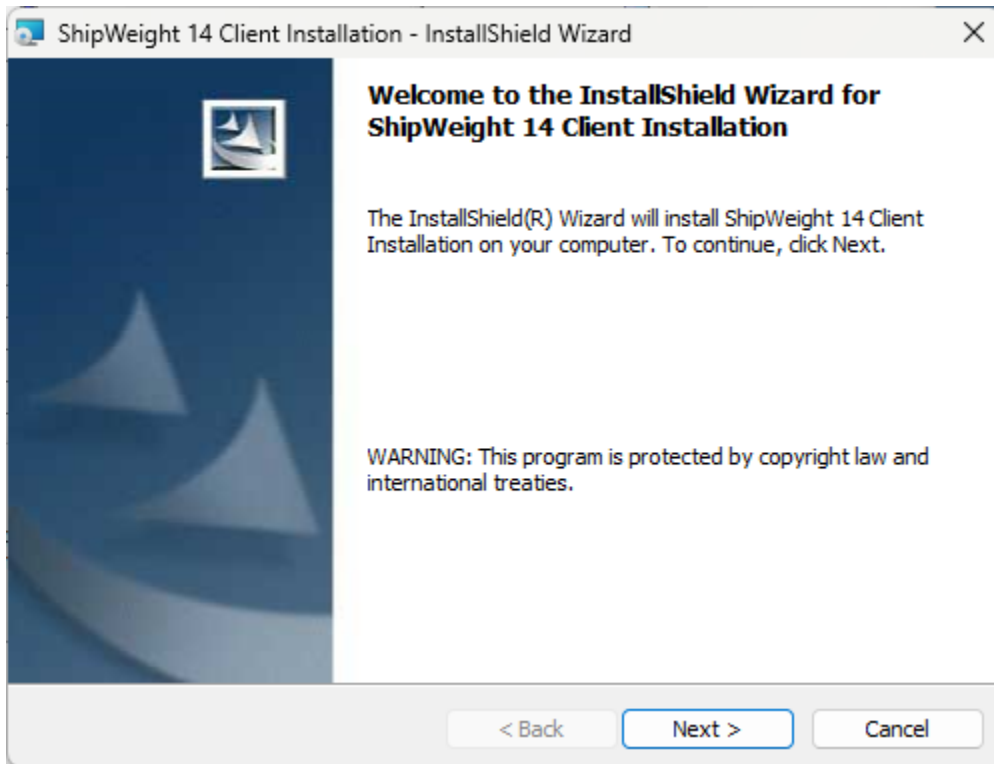 ShipWeight 14 Client Installation - InstallShield Wizard
Welcome to the InstallShield Wizard for
ShipWeight 14 Client Installation
The InstallShield(R) Wizard will install ShipWeight 14 Client
Installation on your computer. To continue, click Next.
WARNING: This program is protected by copyright law and
international treaties.
< Back
Next >
Cancel